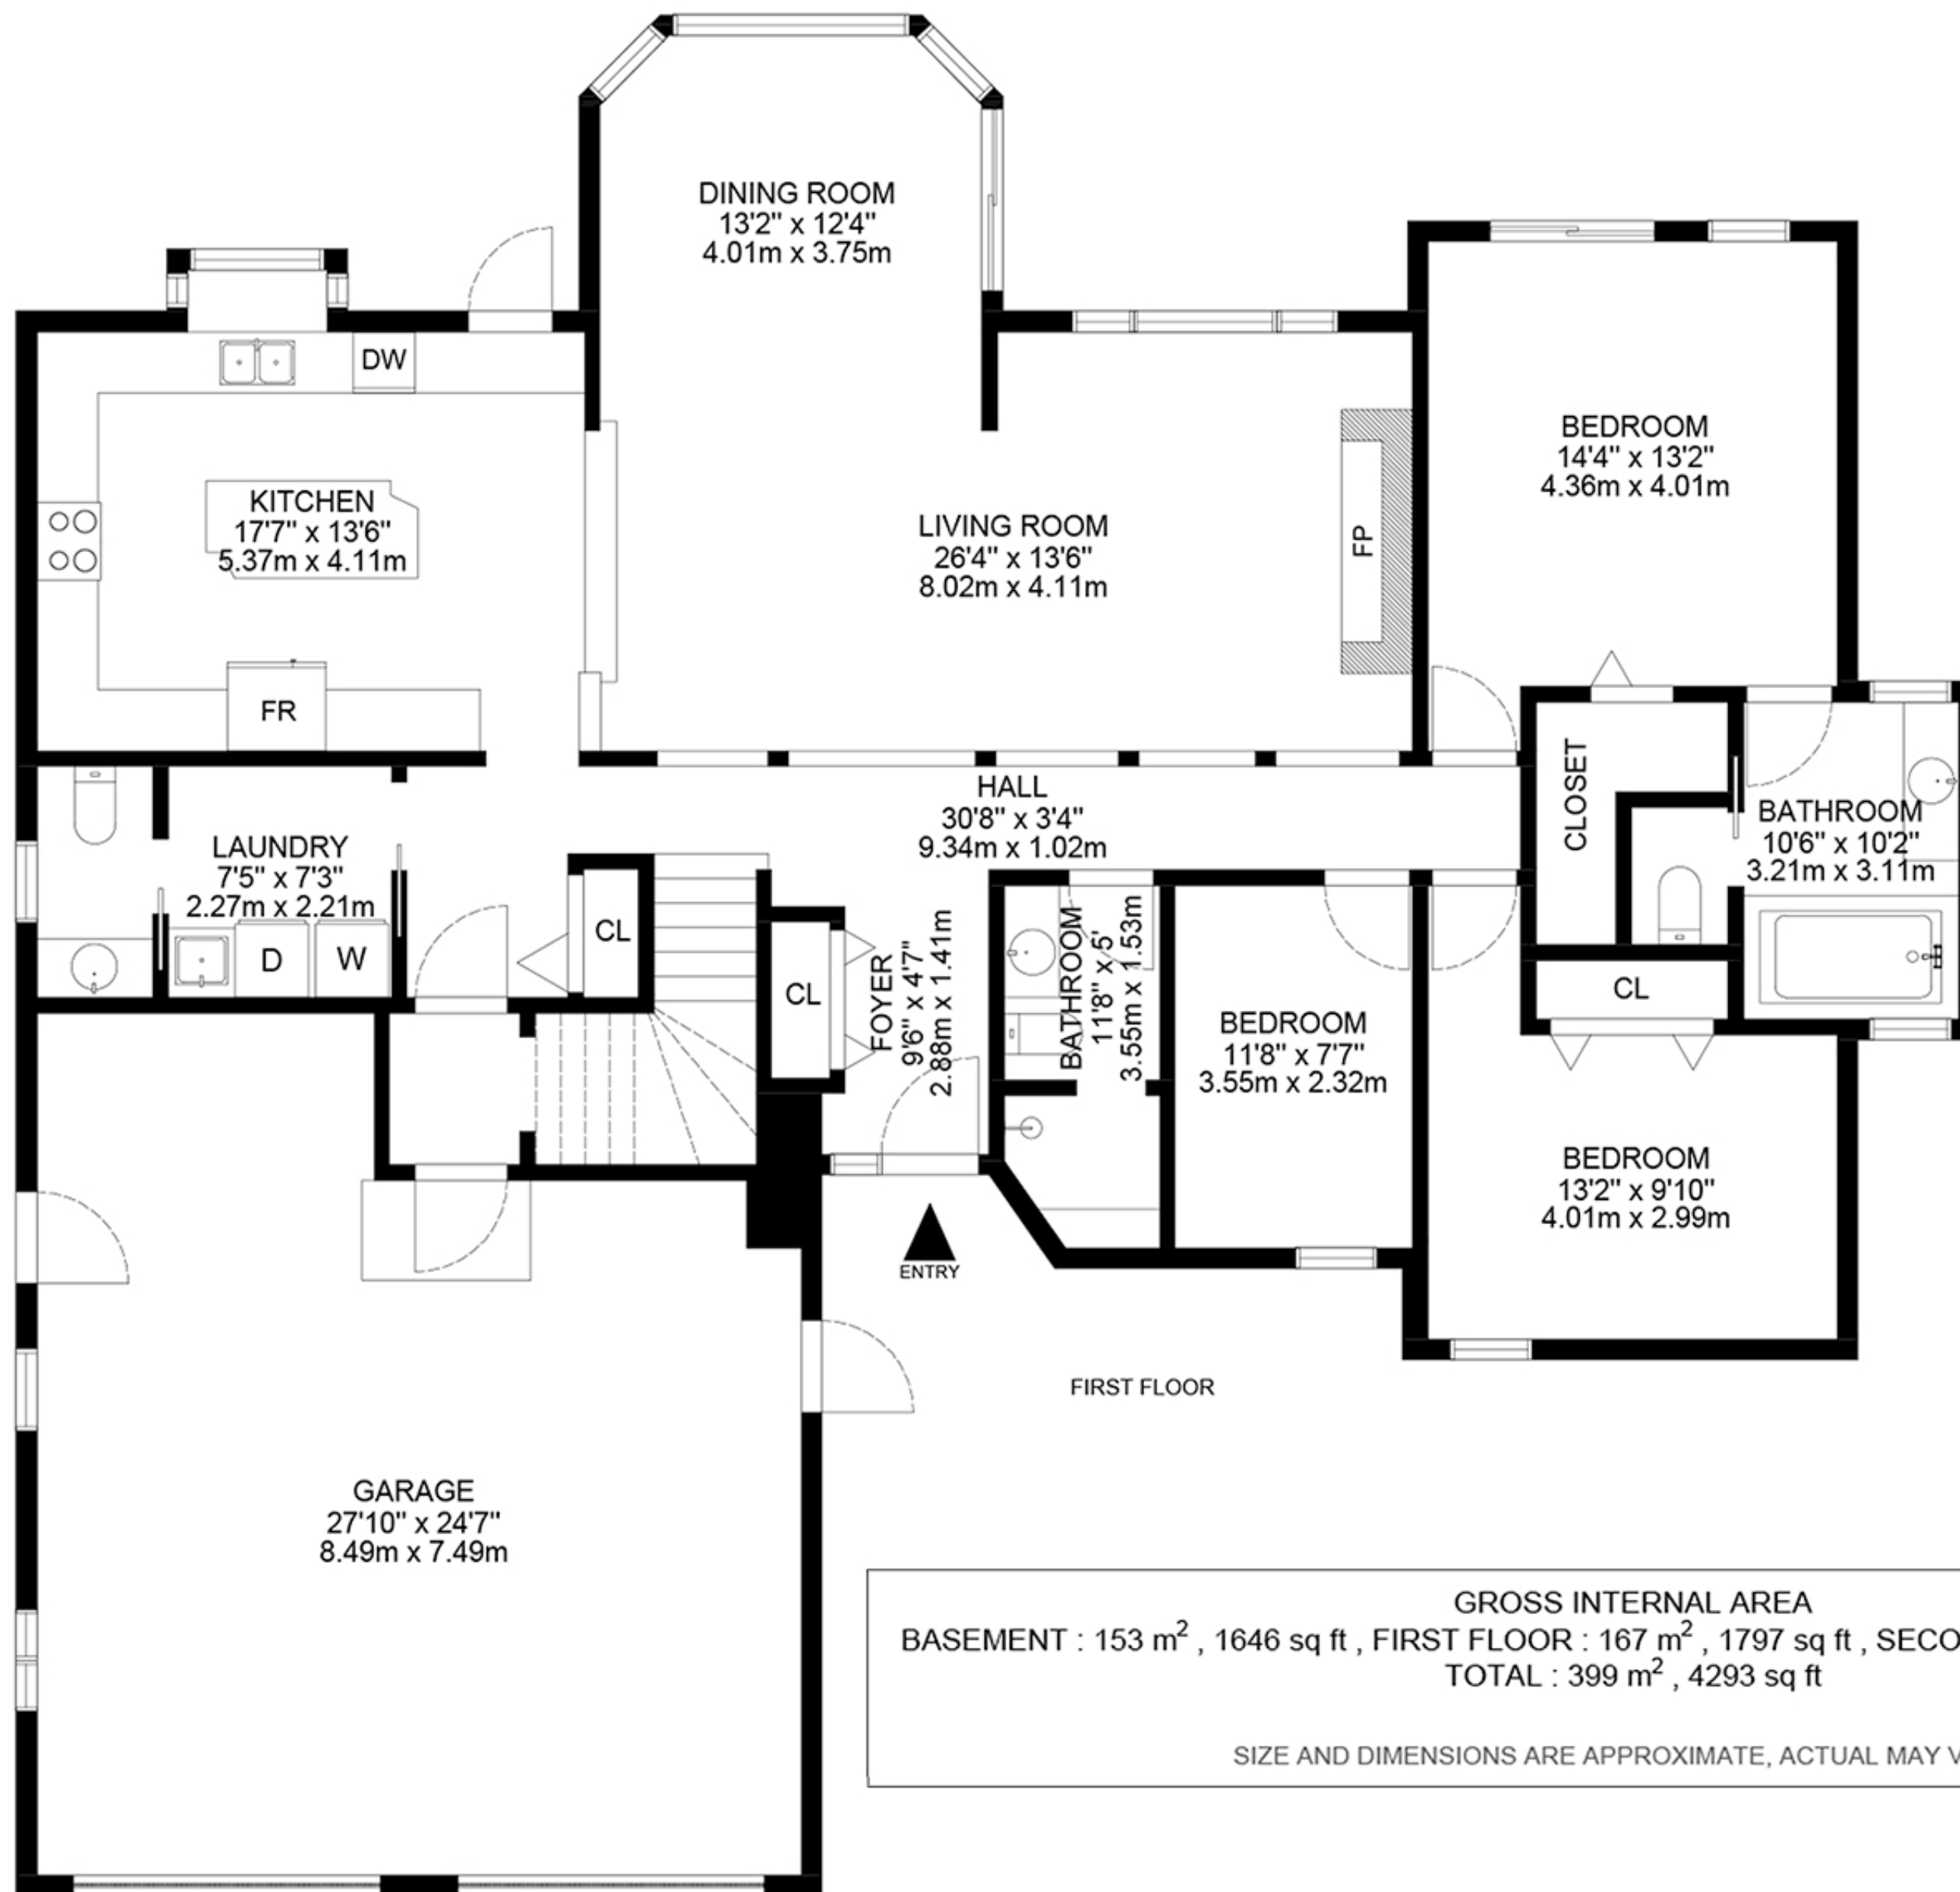 DINING ROOM
13'2" x 12'4"
4.01m x 3.75m
DW
KITCHEN
17'7" x 13'6"
5.37m x 4.11m
FR
LIVING ROOM
26'4" x 13'6"
8.02m x 4.11m
FP
BEDROOM
14'4" x 13'2"
4.36m x 4.01m
HALL
30'8" x 3'4"
9.34m x 1.02m
LAUNDRY
7'5" x 7'3"
2.27m x 2.21m
D
W
CL
CL
FOYER
9'6" x 4'7"
2.88m x 1.41m
BATHROOM
11'8" x 5'
3.55m x 1.53m
BEDROOM
11'8" x 7'7"
3.55m x 2.32m
CLOSET
BATHROOM
10'6" x 10'2"
3.21m x 3.11m
CL
BEDROOM
13'2" x 9'10"
4.01m x 2.99m
ENTRY
FIRST FLOOR
GARAGE
27'10" x 24'7"
8.49m x 7.49m
GROSS INTERNAL AREA
BASEMENT : 153 m², 1646 sq ft , FIRST FLOOR : 167 m² , 1797 sq ft , SECO
TOTAL : 399 m² , 4293 sq ft
SIZE AND DIMENSIONS ARE APPROXIMATE, ACTUAL MAY V